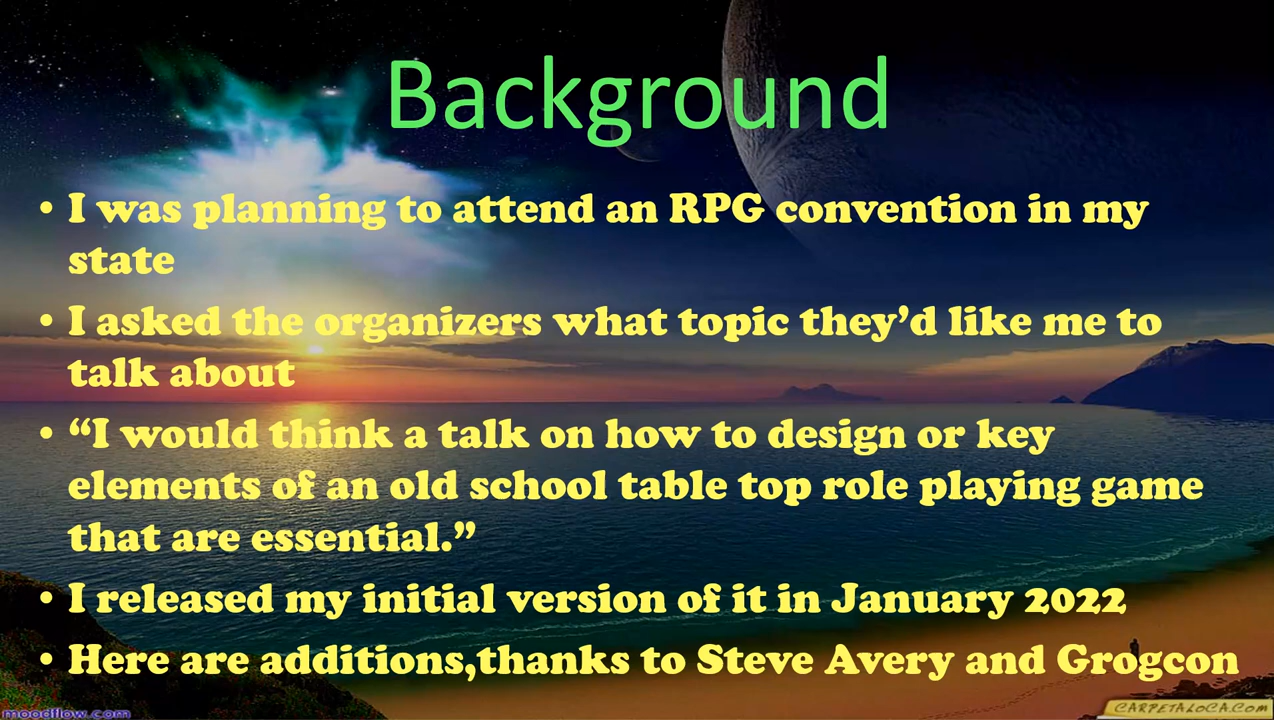 Background
• I was planning to attend an RPG convention in my
state
• I asked the organizers what topic they’d like me to
talk about
• “I would think a talk on how to design or key
elements of an old school table top role playing game
that are essential.”
• I released my initial version of it in January 2022
• Here are additions,thanks to Steve Avery and Grogcon
moodflow.com
CARPETALOCA.COM